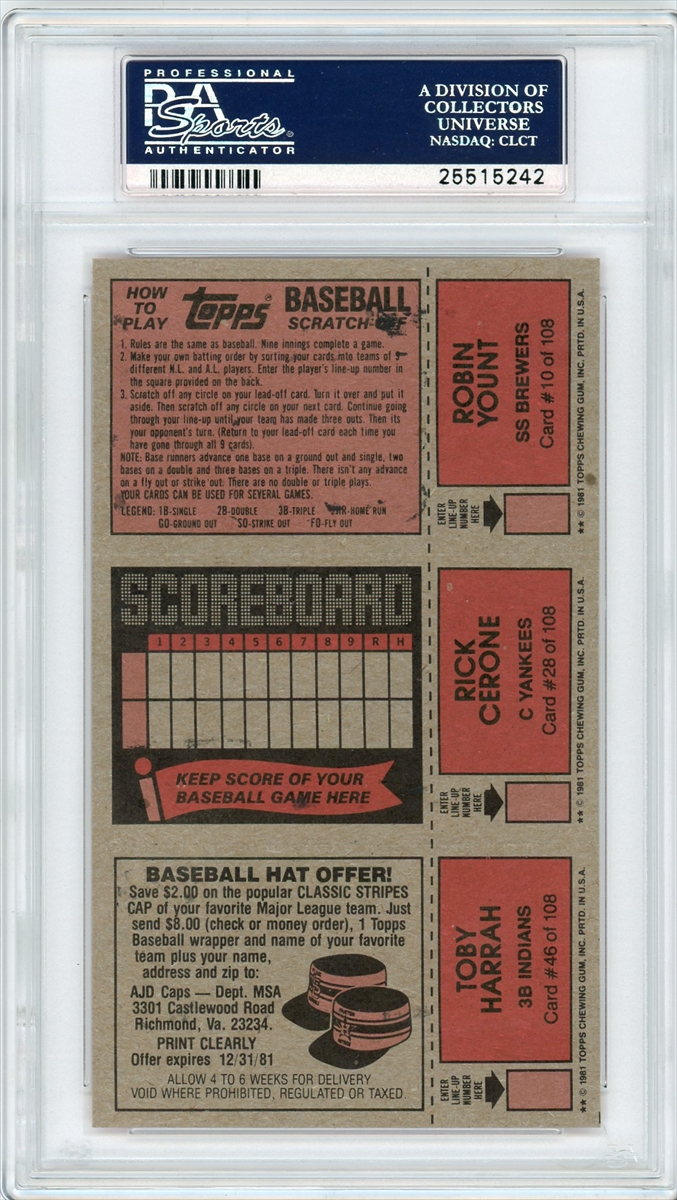 PROFESSIONAL
PSA
Sports
AUTHENTICATOR
A DIVISION OF
COLLECTORS
UNIVERSE
NASDAQ: CLCT
25515242
HOW
TO
PLAY
Topps®
BASEBALL
SCRATCH-OFF
1. Rules are the same as baseball. Nine innings complete a game.
2. Make your own batting order by sorting your cards into teams of 9
different N.L. and A.L. players. Enter the player's line-up number in
the square provided on the back.
3. Scratch off any circle on your lead-off card. Turn it over and put it
aside. Then scratch off any circle on your next card. Continue going
through your line-up until your team has made three outs. Then its
your opponent's turn. (Return to your lead-off card each time you
have gone through all 9 cards).
NOTE: Base runners advance one base on a ground out and single, two
bases on a double and three bases on a triple. There isn't any advance
on a fly out or strike out. There are no double or triple plays.
YOUR CARDS CAN BE USED FOR SEVERAL GAMES.
LEGEND: 1B-SINGLE 2B-DOUBLE 3B-TRIPLE HR-HOME RUN
GO-GROUND OUT SO-STRIKE OUT FO-FLY OUT
ROBIN
YOUNT
SS BREWERS
Card #10 of 108
ENTER
LINE-UP
NUMBER
HERE
★★ © 1981 TOPPS CHEWING GUM, INC. PRTD. IN U.S.A.
SCOREBOARD
1 2 3 4 5 6 7 8 9 R H
KEEP SCORE OF YOUR
BASEBALL GAME HERE
RICK
CERONE
C YANKEES
Card #28 of 108
ENTER
LINE-UP
NUMBER
HERE
★★ © 1981 TOPPS CHEWING GUM, INC. PRTD. IN U.S.A.
BASEBALL HAT OFFER!
Save $2.00 on the popular CLASSIC STRIPES
CAP of your favorite Major League team. Just
send $8.00 (check or money order), 1 Topps
Baseball wrapper and name of your favorite
team plus your name,
address and zip to:
AJD Caps — Dept. MSA
3301 Castlewood Road
Richmond, Va. 23234.
PRINT CLEARLY
Offer expires 12/31/81
ALLOW 4 TO 6 WEEKS FOR DELIVERY
VOID WHERE PROHIBITED, REGULATED OR TAXED.
TOBY
HARRAH
3B INDIANS
Card #46 of 108
ENTER
LINE-UP
NUMBER
HERE
★★ © 1981 TOPPS CHEWING GUM, INC. PRTD. IN U.S.A.